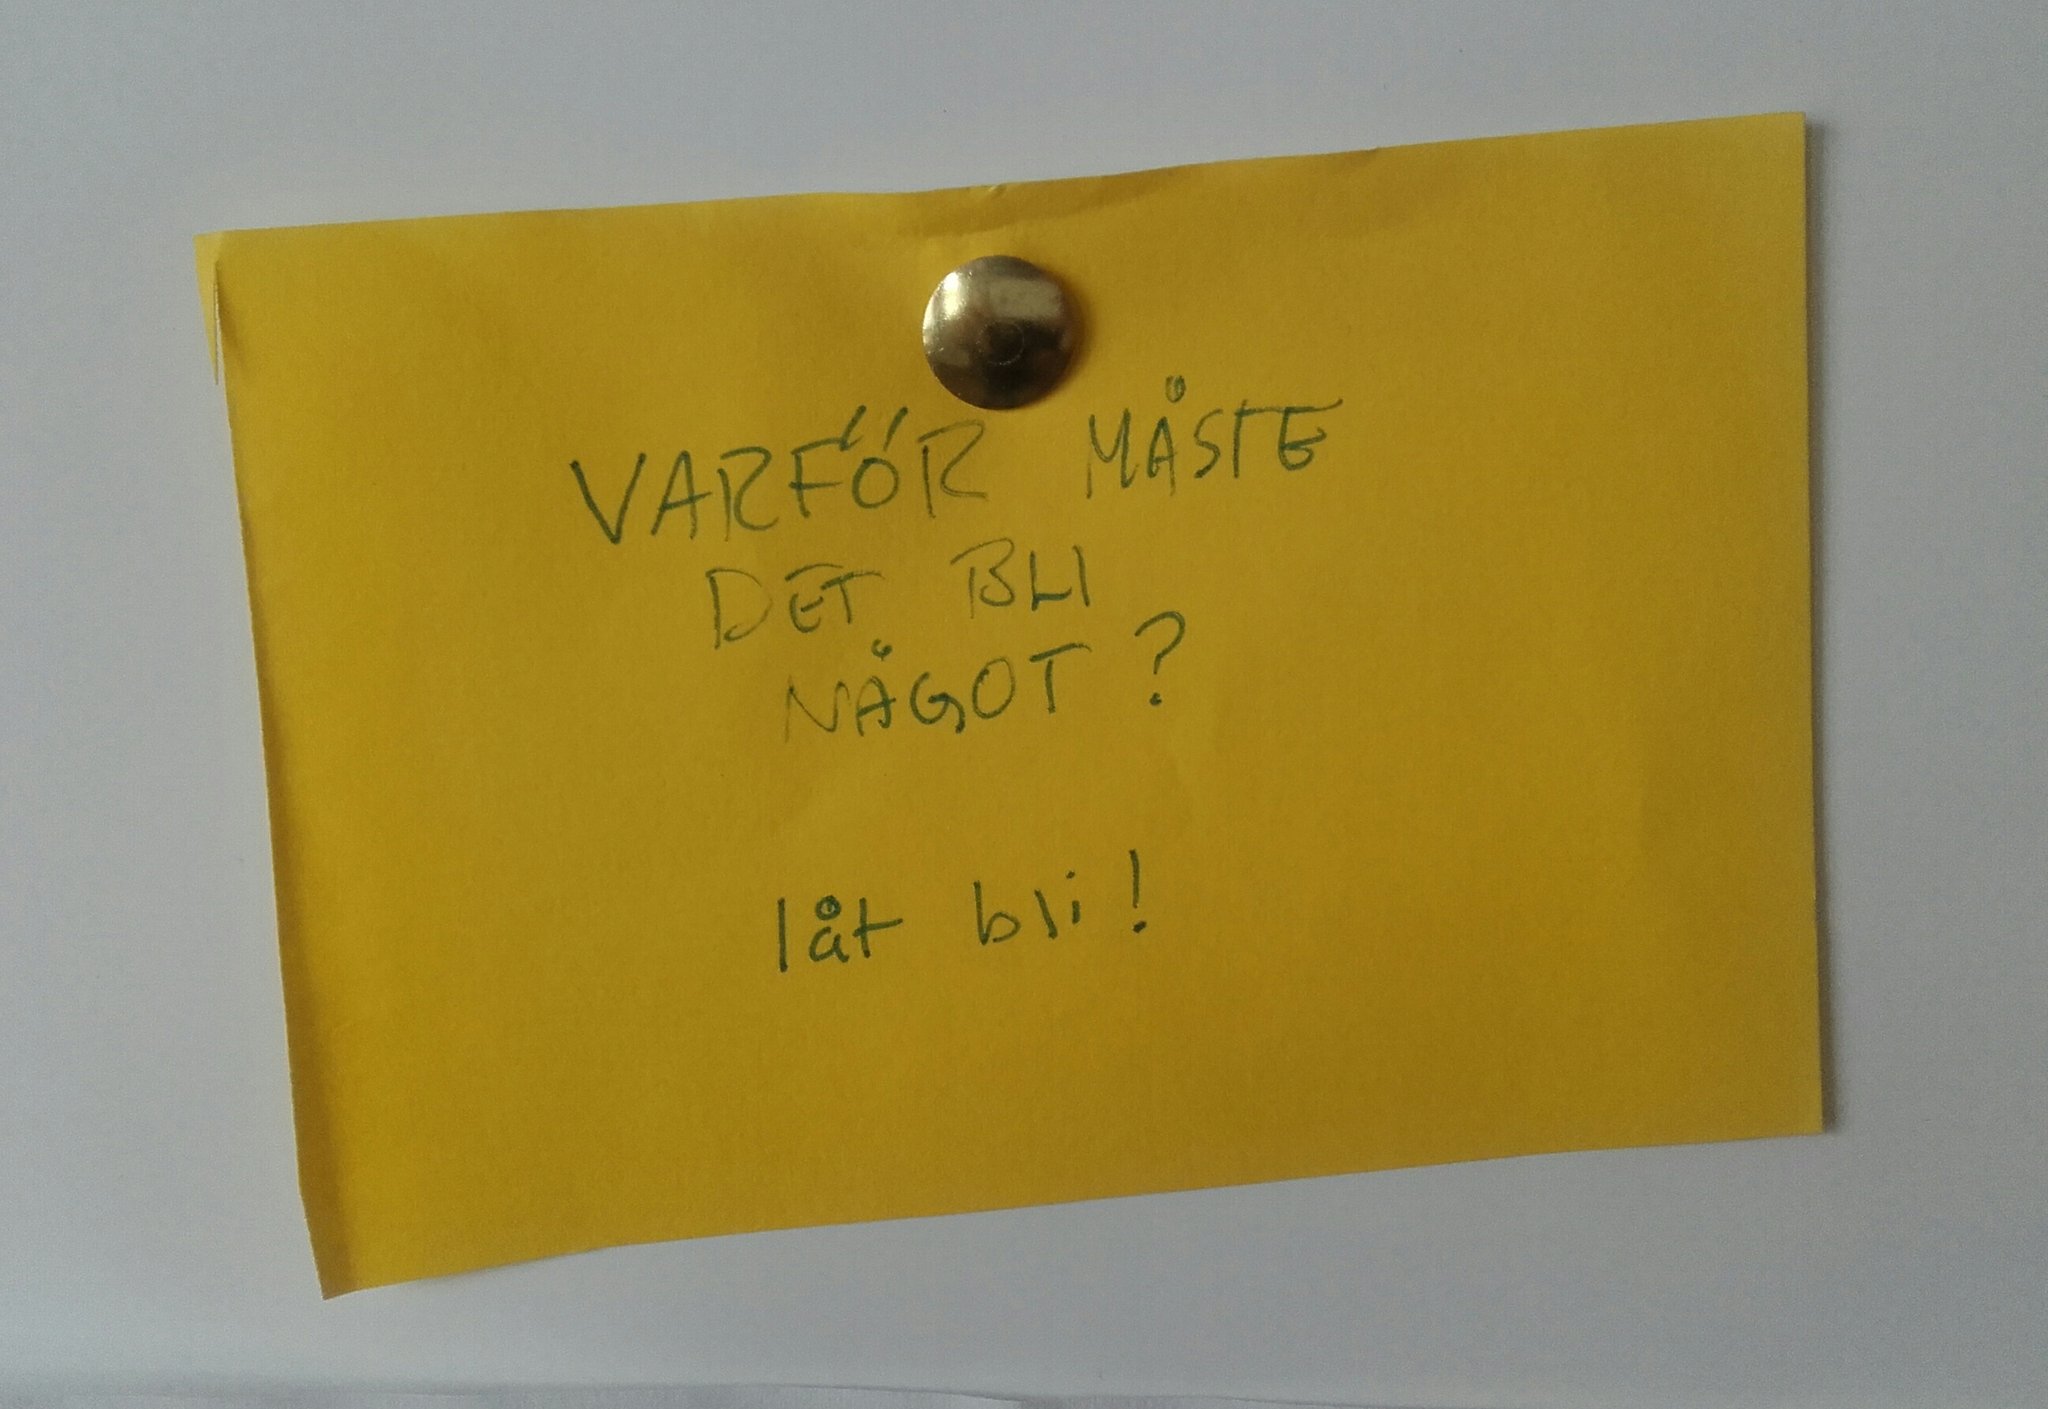 VARFÖR MÅSTE
DET BLI
NÅGOT?
låt bli!